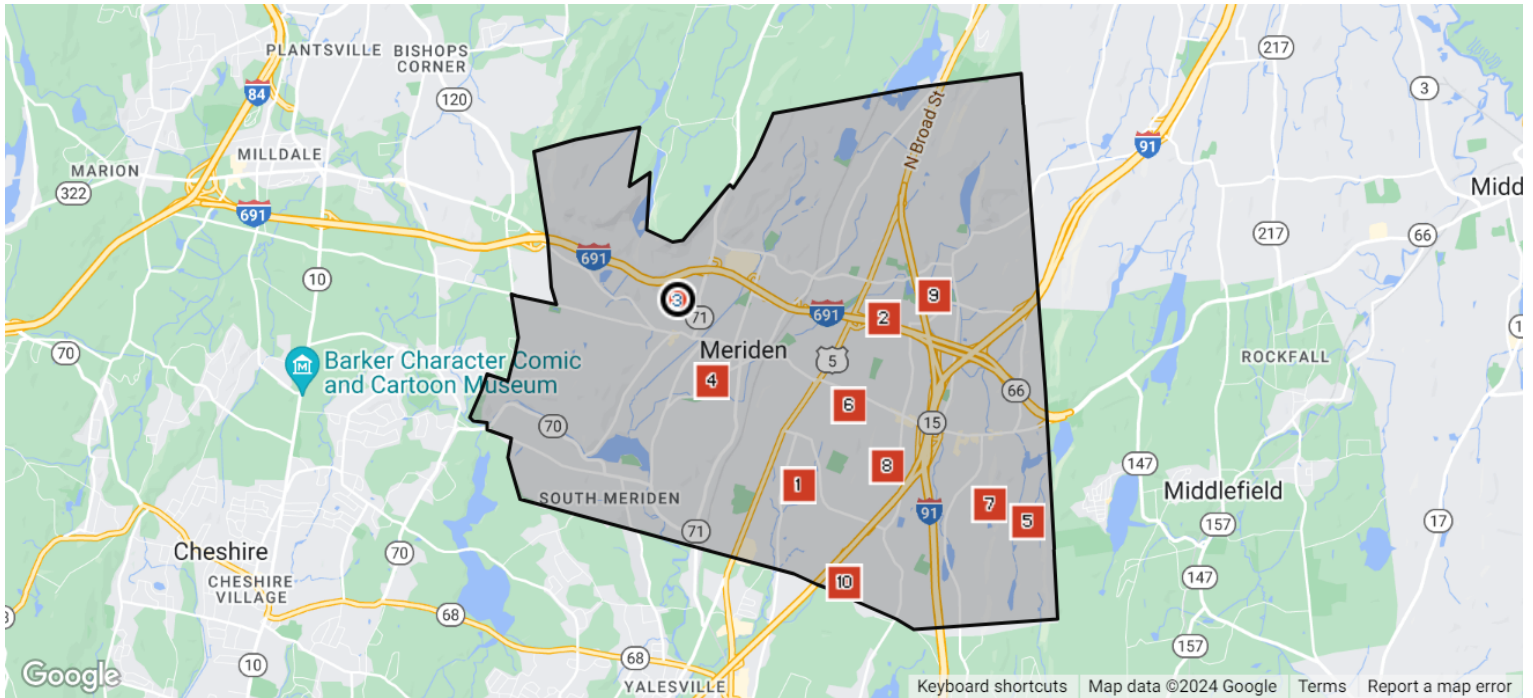 PLANTSVILLE
BISHOPS
CORNER
84
120
217
3
N Broad St
91
MARION
MILLDALE
322
691
Midd
66
217
10
691
9
3
71
691
2
70
Barker Character Comic
and Cartoon Museum
Meriden
5
4
66
ROCKFALL
6
70
15
8
147
SOUTH MERIDEN
1
7
5
Middlefield
91
157
17
71
Cheshire
70
CHESHIRE
VILLAGE
10
147
68
157
10
68
YALESVILLE
Google
Keyboard shortcuts
Map data ©2024 Google
Terms
Report a map error